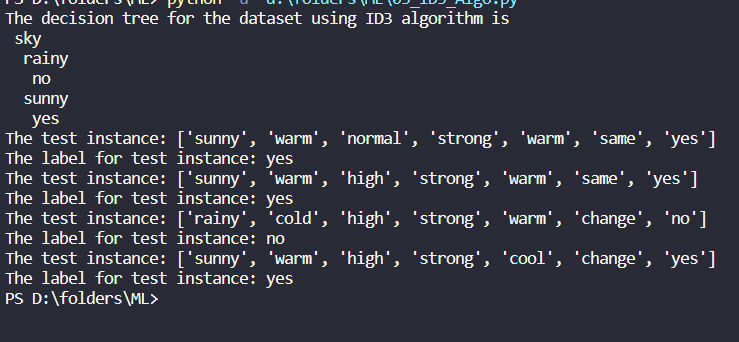 PS D:\folders\ML> python -u d:\folders\ML\05_ID3_Algo.py
The decision tree for the dataset using ID3 algorithm is
sky
rainy
no
sunny
yes
The test instance: ['sunny', 'warm', 'normal', 'strong', 'warm', 'same', 'yes']
The label for test instance: yes
The test instance: ['sunny', 'warm', 'high', 'strong', 'warm', 'same', 'yes']
The label for test instance: yes
The test instance: ['rainy', 'cold', 'high', 'strong', 'warm', 'change', 'no']
The label for test instance: no
The test instance: ['sunny', 'warm', 'high', 'strong', 'cool', 'change', 'yes']
The label for test instance: yes
PS D:\folders\ML>